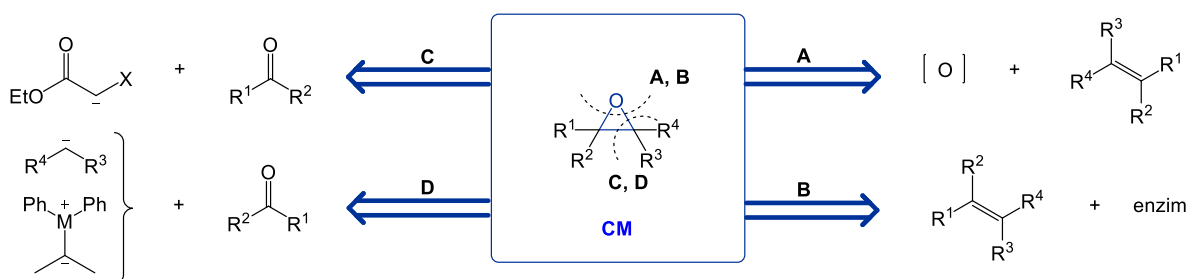 O
EtO
X
–
+
O
R¹
R²
C
A
[ O ]
+
R³
R⁴
R¹
R²
A, B
O
R¹
R⁴
R²
R³
C, D
CM
–
R⁴
R³
Ph
+
Ph
M
–
+
O
R²
R¹
D
B
R²
R¹
R⁴
R³
+
enzim